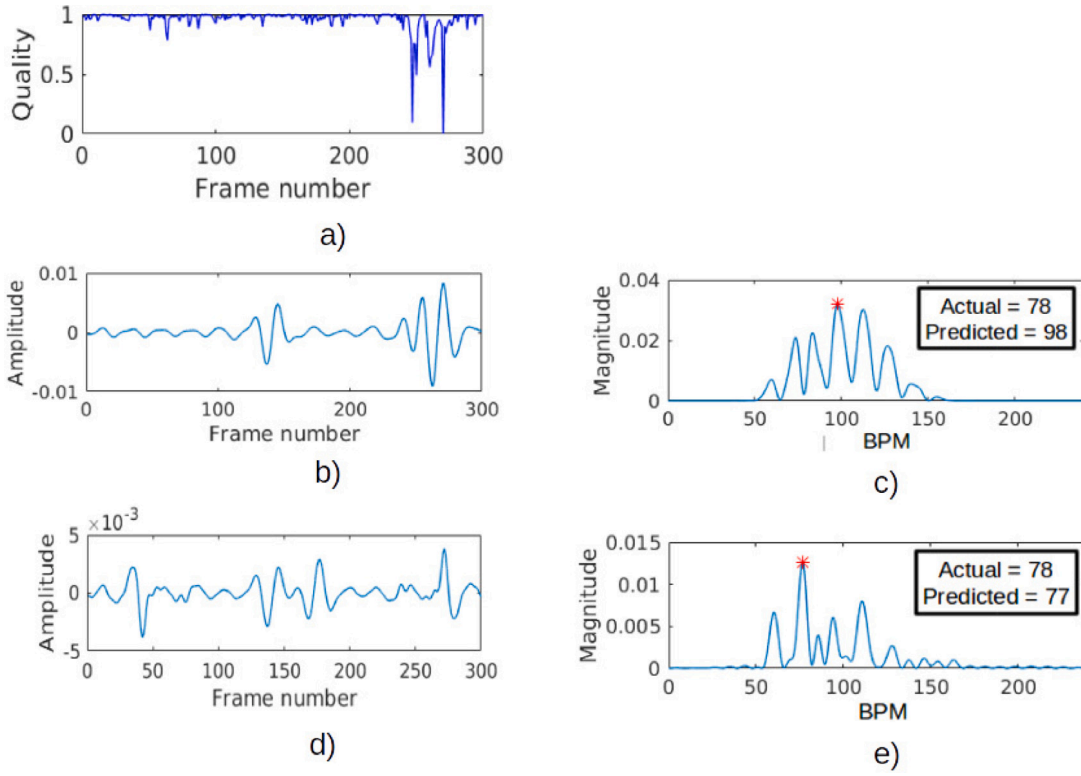 Quality
1
0.5
0
0 100 200 300
Frame number
a)
Amplitude
0.01
0
-0.01
0 100 200 300
Frame number
b)
Magnitude
0.04
0.02
0
0 100 200
BPM
Actual = 78
Predicted = 98
c)
Amplitude
×10⁻³
5
0
-5
0 50 100 150 200 250 300
Frame number
d)
Magnitude
0.015
0.01
0.005
0
0 50 100 150 200
BPM
Actual = 78
Predicted = 77
e)